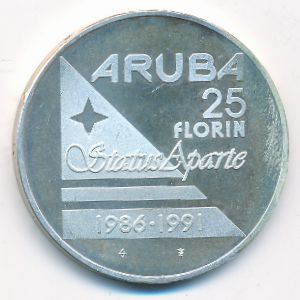 ARUBA
25
FLORIN
Status Aparte
1986·1991